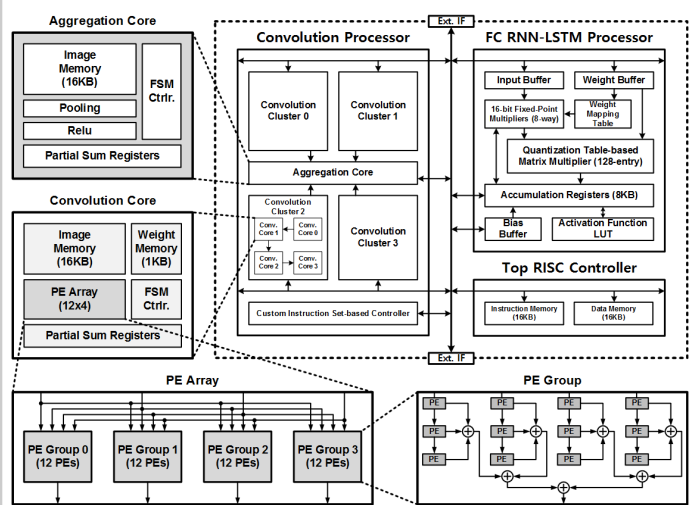 Aggregation Core
Image
Memory
(16KB)
FSM
Ctrlr.
Pooling
Relu
Partial Sum Registers
Convolution Core
Image
Memory
(16KB)
Weight
Memory
(1KB)
PE Array
(12x4)
FSM
Ctrlr.
Partial Sum Registers
Ext. IF
Convolution Processor
Convolution
Cluster 0
Convolution
Cluster 1
Aggregation Core
Convolution
Cluster 2
Conv.
Core 1
Conv.
Core 0
Conv.
Core 2
Conv.
Core 3
Convolution
Cluster 3
Custom Instruction Set-based Controller
FC RNN-LSTM Processor
Input Buffer
Weight Buffer
16-bit Fixed-Point
Multipliers (8-way)
Weight
Mapping
Table
Quantization Table-based
Matrix Multiplier (128-entry)
Accumulation Registers (8KB)
Bias
Buffer
Activation Function
LUT
Top RISC Controller
Instruction Memory
(16KB)
Data Memory
(16KB)
Ext. IF
PE Array
PE Group 0
(12 PEs)
PE Group 1
(12 PEs)
PE Group 2
(12 PEs)
PE Group 3
(12 PEs)
PE Group
PE PE PE PE
PE PE PE PE
PE PE PE PE